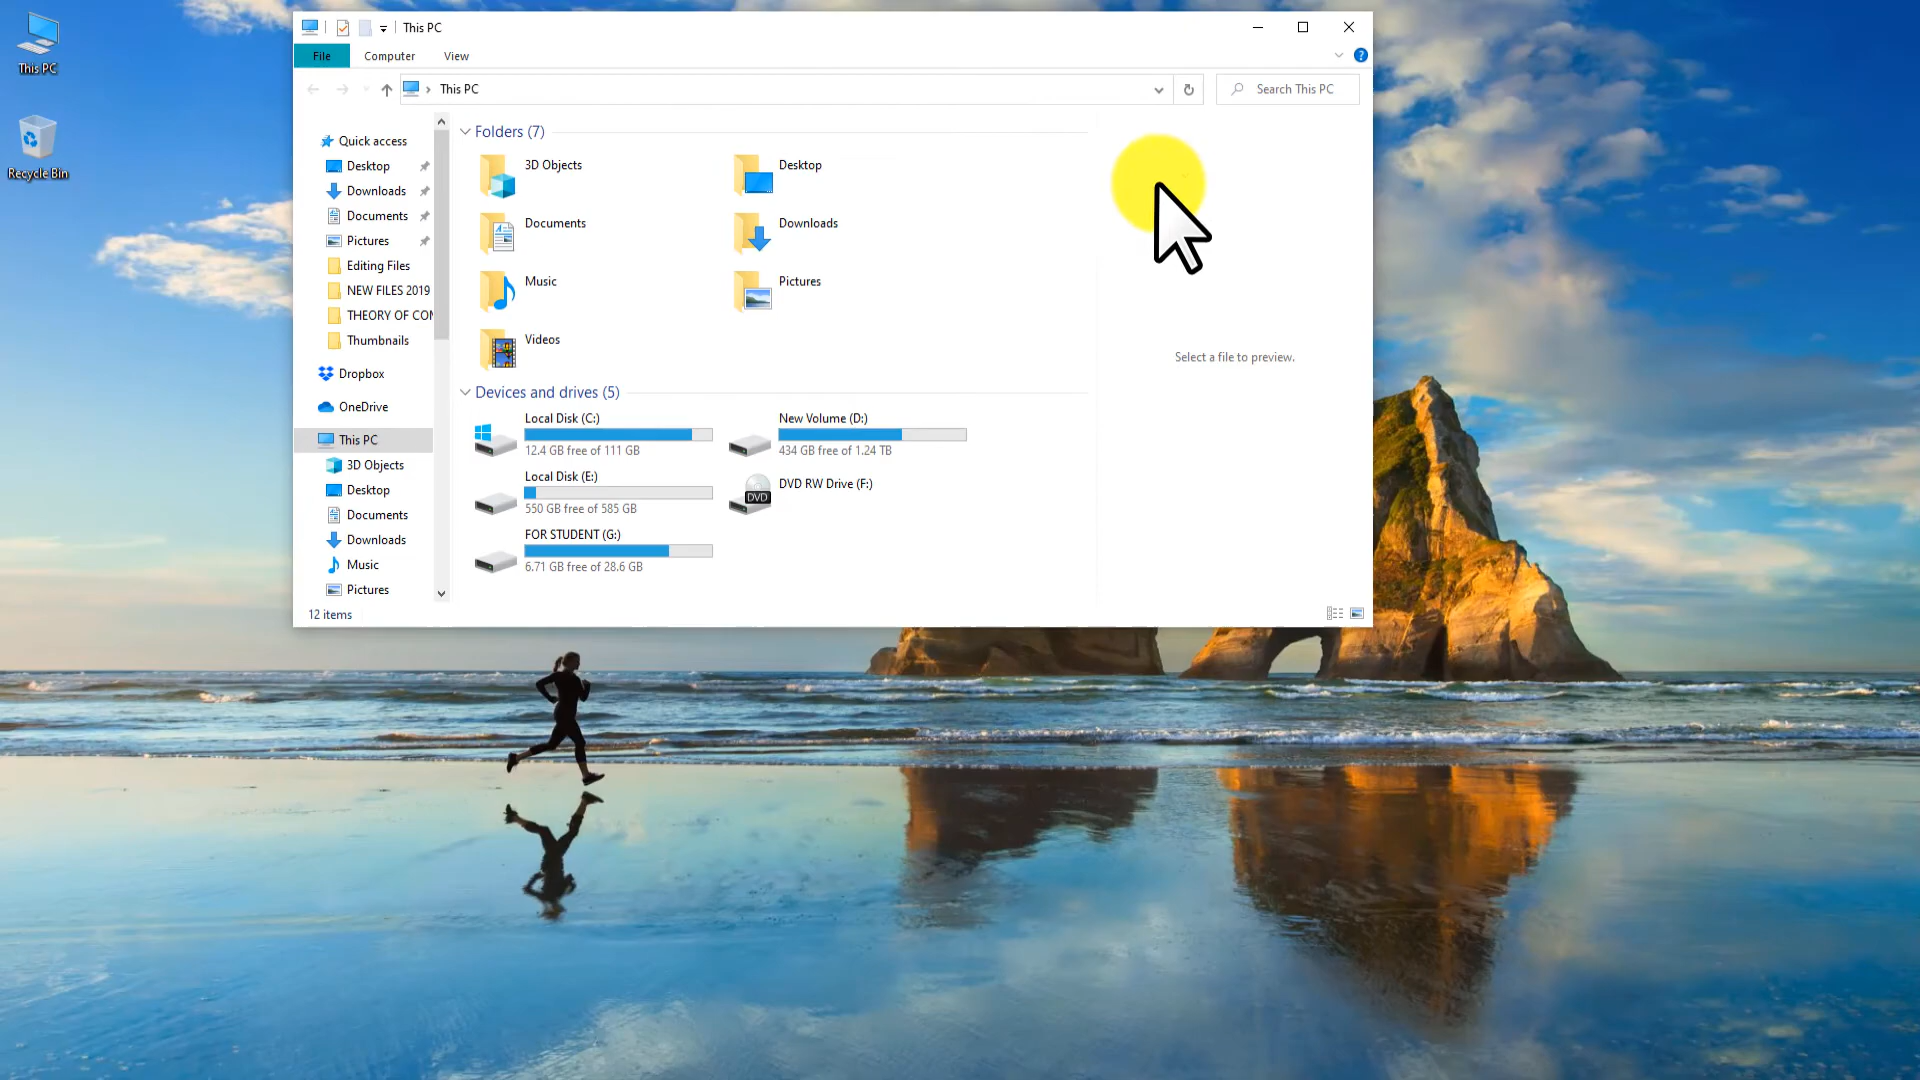 This PC
Recycle Bin
This PC
File
Computer
View
?
This PC
Search This PC
Quick access
Desktop
Downloads
Documents
Pictures
Editing Files
NEW FILES 2019
THEORY OF CON
Thumbnails
Dropbox
OneDrive
This PC
3D Objects
Desktop
Documents
Downloads
Music
Pictures
Folders (7)
3D Objects
Desktop
Documents
Downloads
Music
Pictures
Videos
Devices and drives (5)
Local Disk (C:)
12.4 GB free of 111 GB
New Volume (D:)
434 GB free of 1.24 TB
Local Disk (E:)
550 GB free of 585 GB
DVD
DVD RW Drive (F:)
FOR STUDENT (G:)
6.71 GB free of 28.6 GB
Select a file to preview.
12 items